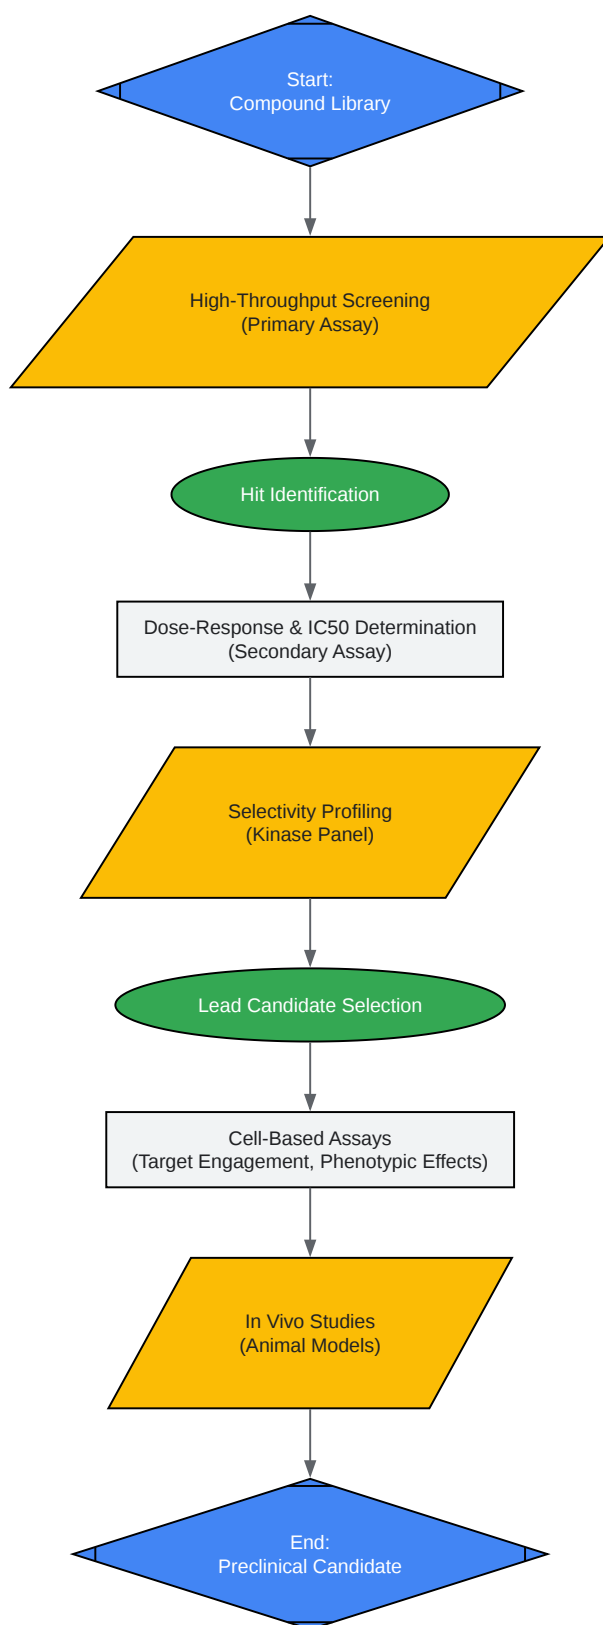 Start:
Compound Library
High-Throughput Screening
(Primary Assay)
Hit Identification
Dose-Response & IC50 Determination
(Secondary Assay)
Selectivity Profiling
(Kinase Panel)
Lead Candidate Selection
Cell-Based Assays
(Target Engagement, Phenotypic Effects)
In Vivo Studies
(Animal Models)
End:
Preclinical Candidate